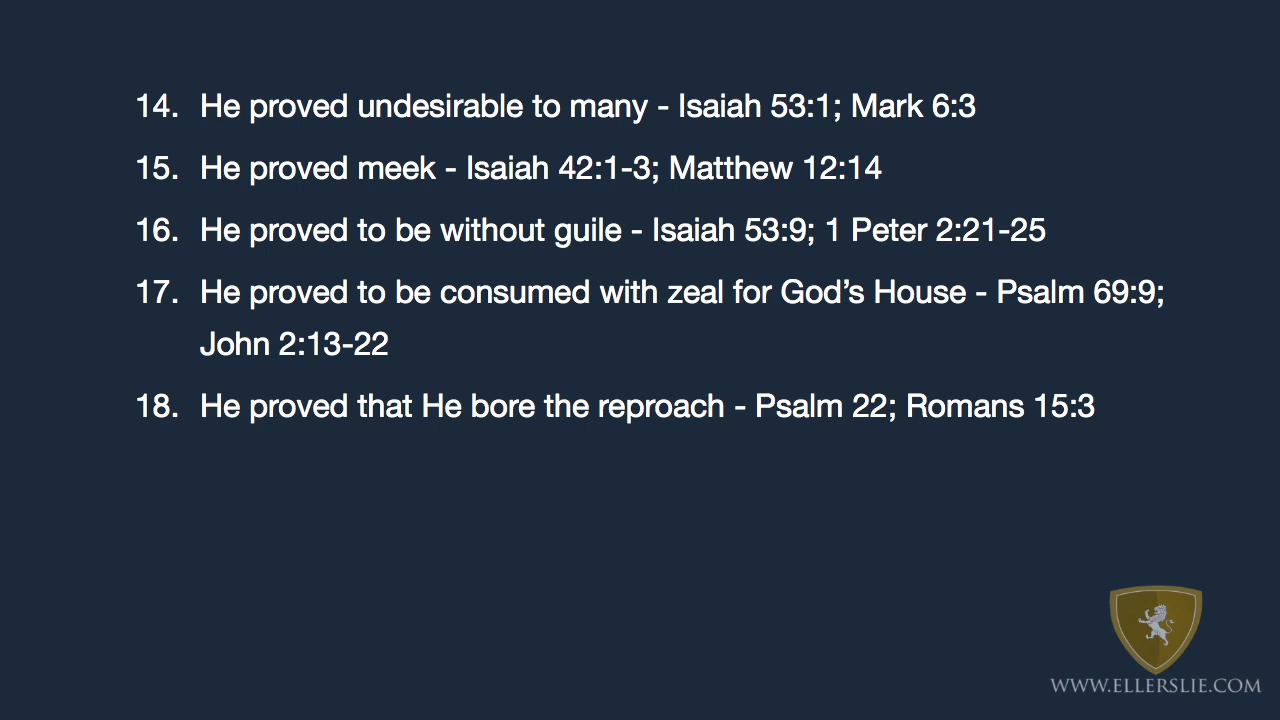 14. He proved undesirable to many - Isaiah 53:1; Mark 6:3
15. He proved meek - Isaiah 42:1-3; Matthew 12:14
16. He proved to be without guile - Isaiah 53:9; 1 Peter 2:21-25
17. He proved to be consumed with zeal for God’s House - Psalm 69:9;
John 2:13-22
18. He proved that He bore the reproach - Psalm 22; Romans 15:3
WWW.ELLERSLIE.COM